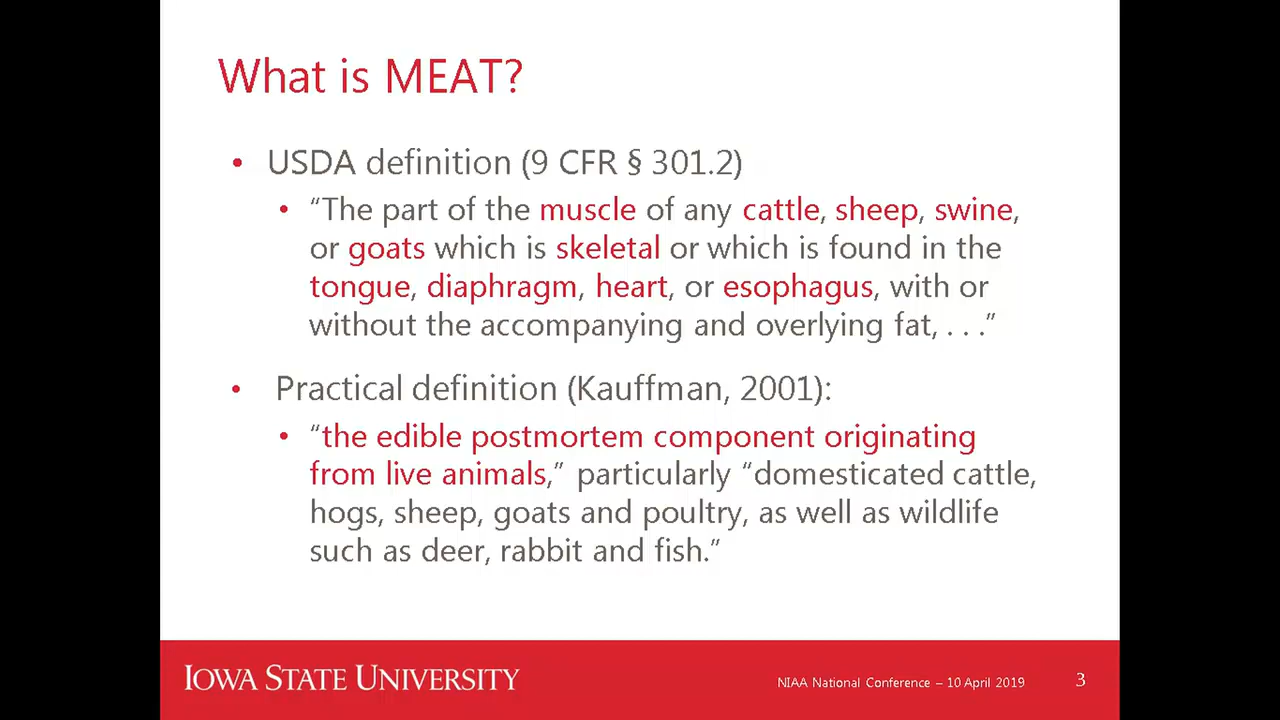 What is MEAT?
• USDA definition (9 CFR § 301.2)
• “The part of the muscle of any cattle, sheep, swine,
or goats which is skeletal or which is found in the
tongue, diaphragm, heart, or esophagus, with or
without the accompanying and overlying fat, . . .”
• Practical definition (Kauffman, 2001):
• “the edible postmortem component originating
from live animals,” particularly “domesticated cattle,
hogs, sheep, goats and poultry, as well as wildlife
such as deer, rabbit and fish.”
IOWA STATE UNIVERSITY
NIAA National Conference – 10 April 2019
3